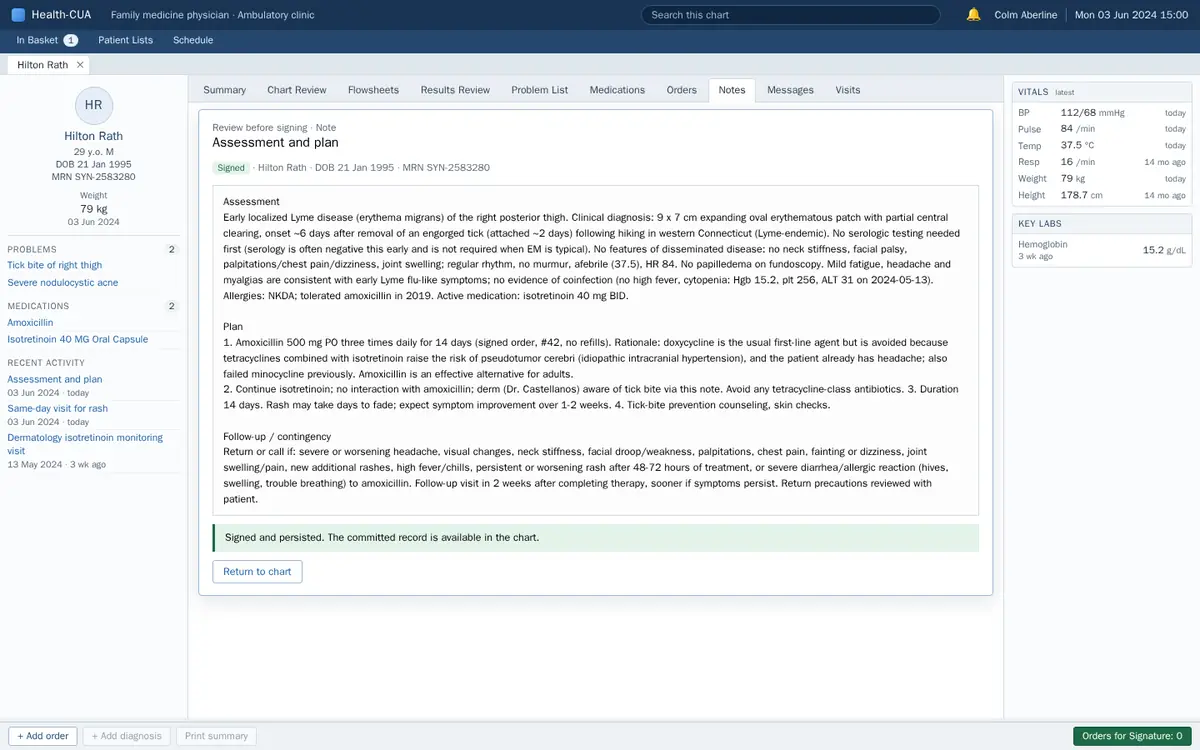 Health-CUA
Family medicine physician · Ambulatory clinic
Search this chart
Colm Aberline
Mon 03 Jun 2024 15:00
In Basket 1
Patient Lists
Schedule
Hilton Rath ×
HR
Hilton Rath
29 y.o. M
DOB 21 Jan 1995
MRN SYN-2583280
Weight
79 kg
03 Jun 2024
PROBLEMS 2
Tick bite of right thigh
Severe nodulocystic acne
MEDICATIONS 2
Amoxicillin
Isotretinoin 40 MG Oral Capsule
RECENT ACTIVITY
Assessment and plan
03 Jun 2024 · today
Same-day visit for rash
03 Jun 2024 · today
Dermatology isotretinoin monitoring
visit
13 May 2024 · 3 wk ago
Summary
Chart Review
Flowsheets
Results Review
Problem List
Medications
Orders
Notes
Messages
Visits
Review before signing · Note
Assessment and plan
Signed · Hilton Rath · DOB 21 Jan 1995 · MRN SYN-2583280
Assessment
Early localized Lyme disease (erythema migrans) of the right posterior thigh. Clinical diagnosis: 9 x 7 cm expanding oval erythematous patch with partial central
clearing, onset ~6 days after removal of an engorged tick (attached ~2 days) following hiking in western Connecticut (Lyme-endemic). No serologic testing needed
first (serology is often negative this early and is not required when EM is typical). No features of disseminated disease: no neck stiffness, facial palsy,
palpitations/chest pain/dizziness, joint swelling; regular rhythm, no murmur, afebrile (37.5), HR 84. No papilledema on fundoscopy. Mild fatigue, headache and
myalgias are consistent with early Lyme flu-like symptoms; no evidence of coinfection (no high fever, cytopenia: Hgb 15.2, plt 256, ALT 31 on 2024-05-13).
Allergies: NKDA; tolerated amoxicillin in 2019. Active medication: isotretinoin 40 mg BID.
Plan
1. Amoxicillin 500 mg PO three times daily for 14 days (signed order, #42, no refills). Rationale: doxycycline is the usual first-line agent but is avoided because
tetracyclines combined with isotretinoin raise the risk of pseudotumor cerebri (idiopathic intracranial hypertension), and the patient already has headache; also
failed minocycline previously. Amoxicillin is an effective alternative for adults.
2. Continue isotretinoin; no interaction with amoxicillin; derm (Dr. Castellanos) aware of tick bite via this note. Avoid any tetracycline-class antibiotics. 3. Duration
14 days. Rash may take days to fade; expect symptom improvement over 1-2 weeks. 4. Tick-bite prevention counseling, skin checks.
Follow-up / contingency
Return or call if: severe or worsening headache, visual changes, neck stiffness, facial droop/weakness, palpitations, chest pain, fainting or dizziness, joint
swelling/pain, new additional rashes, high fever/chills, persistent or worsening rash after 48-72 hours of treatment, or severe diarrhea/allergic reaction (hives,
swelling, trouble breathing) to amoxicillin. Follow-up visit in 2 weeks after completing therapy, sooner if symptoms persist. Return precautions reviewed with
patient.
Signed and persisted. The committed record is available in the chart.
Return to chart
VITALS latest
BP 112/68 mmHg today
Pulse 84 /min today
Temp 37.5 °C today
Resp 16 /min 14 mo ago
Weight 79 kg today
Height 178.7 cm 14 mo ago
KEY LABS
Hemoglobin 15.2 g/dL
3 wk ago
+ Add order
+ Add diagnosis
Print summary
Orders for Signature: 0